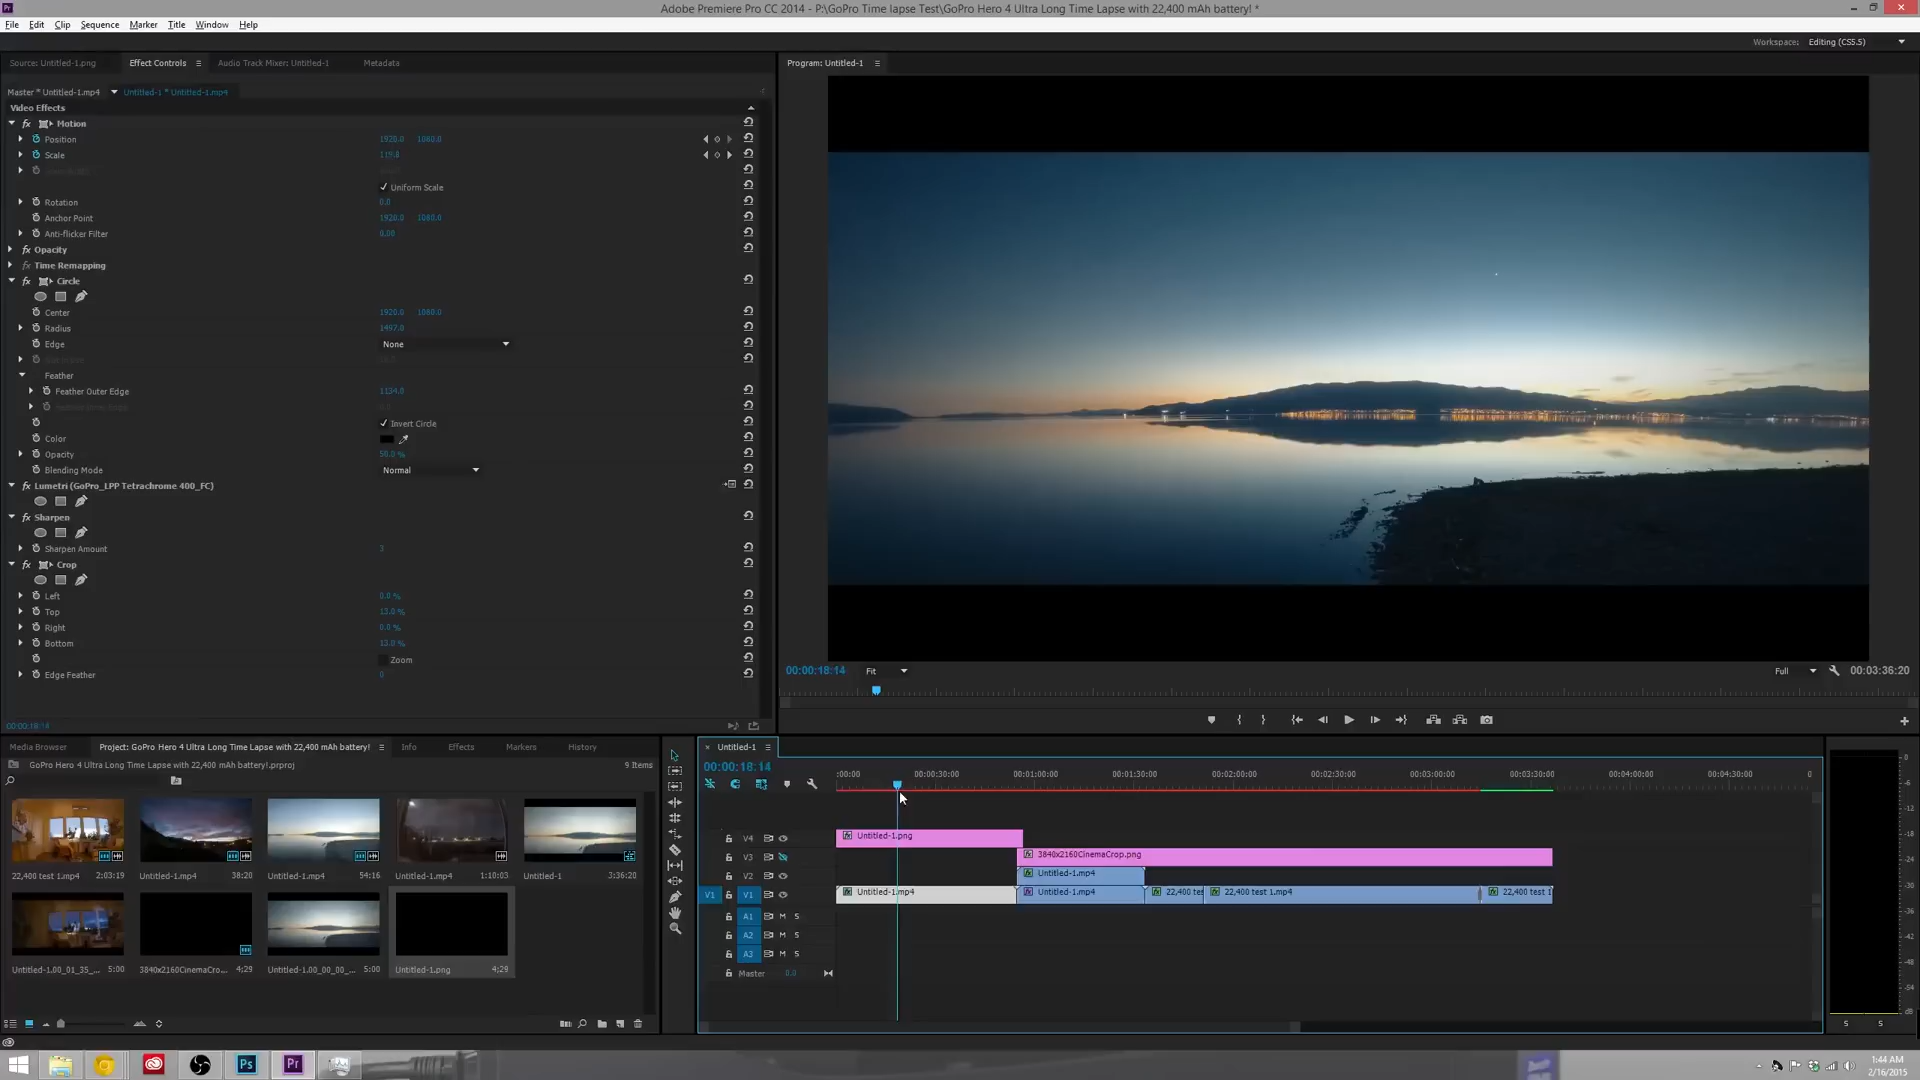 Adobe Premiere Pro CC 2014 - P:\GoPro Time lapse Test\GoPro Hero 4 Ultra Long Time Lapse with 22,400 mAh battery! *
File Edit Clip Sequence Marker Title Window Help
Workspace: Editing (CS5.5)
Source: Untitled-1.png Effect Controls Audio Track Mixer: Untitled-1 Metadata
Program: Untitled-1
Master * Untitled-1.mp4 Untitled-1 * Untitled-1.mp4
Video Effects
fx Motion
Position 1920.0 1080.0
Scale
Uniform Scale
Rotation 0.0
Anchor Point 1920.0 1080.0
Anti-flicker Filter 0.00
fx Opacity
fx Time Remapping
fx Circle
Center 1920.0 1080.0
Radius 1497.0
Edge None
Feather
Feather Outer Edge 1134.0
Invert Circle
Color
Opacity 50.0 %
Blending Mode Normal
fx Lumetri (GoPro_LPP Tetrachrome 400_FC)
fx Sharpen
Sharpen Amount 3
fx Crop
Left 0.0 %
Top 13.0 %
Right 0.0 %
Bottom 13.0 %
Zoom
Edge Feather 0
00:00:18:14
00:00:18:14 Fit Full 00:03:36:20
Media Browser Project: GoPro Hero 4 Ultra Long Time Lapse with 22,400 mAh battery! Info Effects Markers History
GoPro Hero 4 Ultra Long Time Lapse with 22,400 mAh battery!.prproj 9 Items
22,400 test 1.mp4 2:03:19 Untitled-1.mp4 38:20 Untitled-1.mp4 54:16 Untitled-1.mp4 1:10:03 Untitled-1 3:36:20
Untitled-1.00_01_35_... 5:00 3840x2160CinemaCro... 4;29 Untitled-1.00_00_00_... 5:00 Untitled-1.png 4;29
Untitled-1
00:00:18:14
:00:00 00:00:30:00 00:01:00:00 00:01:30:00 00:02:00:00 00:02:30:00 00:03:00:00 00:03:30:00 00:04:00:00 00:04:30:00 0
V4 Untitled-1.png
V3 3840x2160CinemaCrop.png
V2 Untitled-1.mp4
V1 V1 Untitled-1.mp4 Untitled-1.mp4 22,400 tes 22,400 test 1.mp4 22,400 test 1
A1 M S
A2 M S
A3 M S
Master 0.0
0
-6
-12
-18
-24
-30
-36
-42
-48
-54
dB
S S
Ps Pr
1:44 AM
2/16/2015